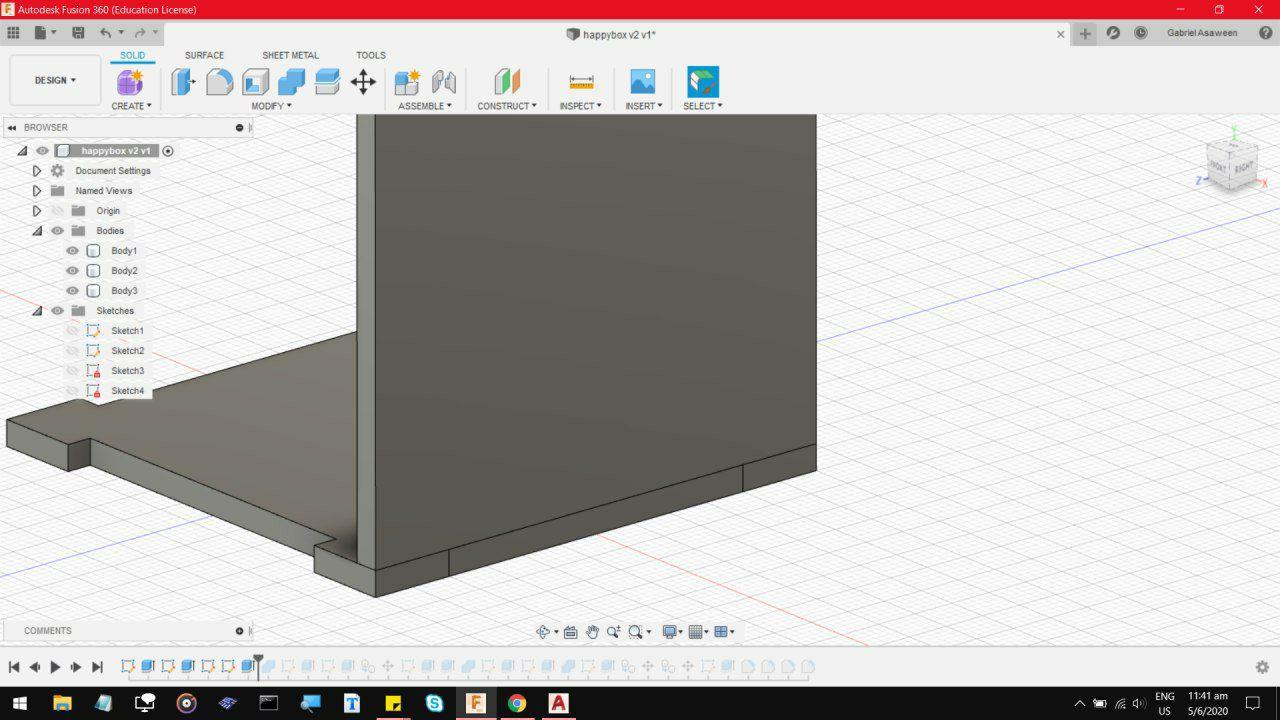 Autodesk Fusion 360 (Education License)
happybox v2 v1*
Gabriel Asaween
DESIGN
SOLID SURFACE SHEET METAL TOOLS
CREATE MODIFY ASSEMBLE CONSTRUCT INSPECT INSERT SELECT
BROWSER
happybox v2 v1
Document Settings
Named Views
Origin
Bodies
Body1
Body2
Body3
Sketches
Sketch1
Sketch2
Sketch3
Sketch4
Y
FRONT RIGHT
Z X
COMMENTS
ENG 11:41 am
US 5/6/2020